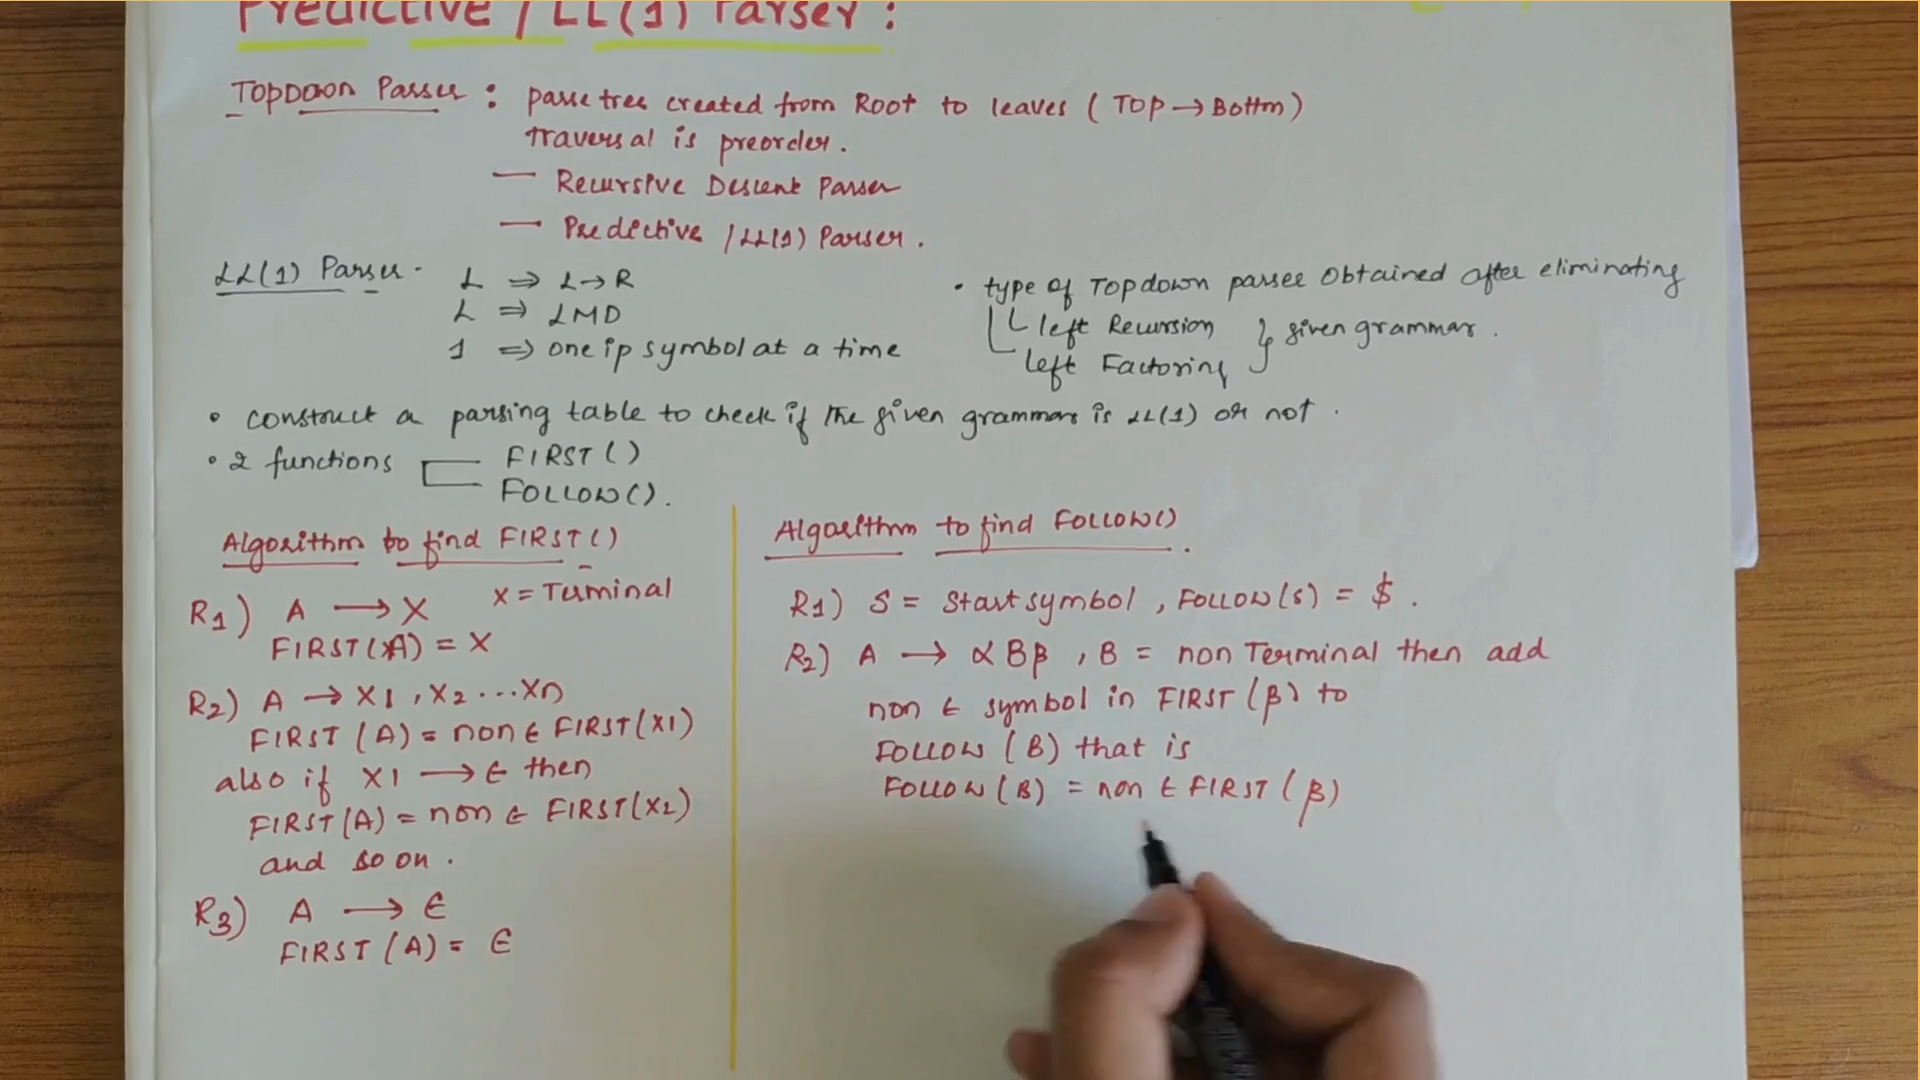 Predictive / LL(1) Parser :
TopDown Parser : parse tree created from Root to leaves ( TOP → Bottm )
traversal is preorder .
— Recursive Descent Parser
— Predictive / LL(1) Parser .
LL(1) Parser -
L ⇒ L → R
L ⇒ LMD
1 ⇒ one ip symbol at a time
• type of Topdown parser Obtained after eliminating
left Recursion
left Factoring } given grammar .
• construct a parsing table to check if the given grammar is LL(1) or not .
• 2 functions
FIRST ( )
FOLLOW ( ) .
Algorithm to find FIRST ( )
R1) A → X   X = Terminal
FIRST (A) = X
R2) A → X1 , X2 ... Xn
FIRST (A) = non ε FIRST (X1)
also if X1 → ε then
FIRST (A) = non ε FIRST (X2)
and so on .
R3) A → ε
FIRST (A) = ε
Algorithm to find FOLLOW ( ) .
R1) S = Start symbol , FOLLOW (S) = $ .
R2) A → α B β , B = non Terminal then add
non ε symbol in FIRST (β) to
FOLLOW (B) that is
FOLLOW (B) = non ε FIRST (β)